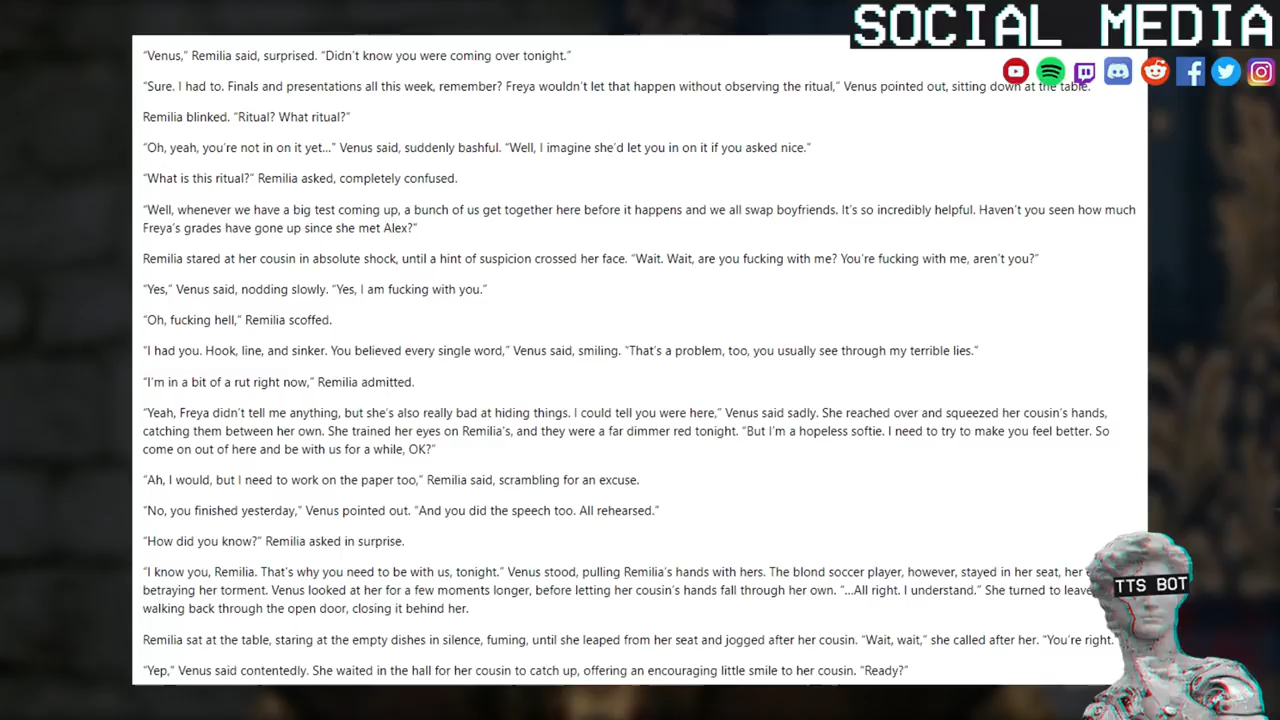 SOCIAL MEDIA
“Venus,” Remilia said, surprised. “Didn’t know you were coming over tonight.”
“Sure. I had to. Finals and presentations all this week, remember? Freya wouldn’t let that happen without observing the ritual,” Venus pointed out, sitting down at the table.
Remilia blinked. “Ritual? What ritual?”
“Oh, yeah, you’re not in on it yet…” Venus said, suddenly bashful. “Well, I imagine she’d let you in on it if you asked nice.”
“What is this ritual?” Remilia asked, completely confused.
“Well, whenever we have a big test coming up, a bunch of us get together here before it happens and we all swap boyfriends. It’s so incredibly helpful. Haven’t you seen how much
Freya’s grades have gone up since she met Alex?”
Remilia stared at her cousin in absolute shock, until a hint of suspicion crossed her face. “Wait. Wait, are you fucking with me? You’re fucking with me, aren’t you?”
“Yes,” Venus said, nodding slowly. “Yes, I am fucking with you.”
“Oh, fucking hell,” Remilia scoffed.
“I had you. Hook, line, and sinker. You believed every single word,” Venus said, smiling. “That’s a problem, too, you usually see through my terrible lies.”
“I’m in a bit of a rut right now,” Remilia admitted.
“Yeah, Freya didn’t tell me anything, but she’s also really bad at hiding things. I could tell you were here,” Venus said sadly. She reached over and squeezed her cousin’s hands,
catching them between her own. She trained her eyes on Remilia’s, and they were a far dimmer red tonight. “But I’m a hopeless softie. I need to try to make you feel better. So
come on out of here and be with us for a while, OK?”
“Ah, I would, but I need to work on the paper too,” Remilia said, scrambling for an excuse.
“No, you finished yesterday,” Venus pointed out. “And you did the speech too. All rehearsed.”
“How did you know?” Remilia asked in surprise.
“I know you, Remilia. That’s why you need to be with us, tonight.” Venus stood, pulling Remilia’s hands with hers. The blond soccer player, however, stayed in her seat, her
betraying her torment. Venus looked at her for a few moments longer, before letting her cousin’s hands fall through her own. “…All right. I understand.” She turned to leave
walking back through the open door, closing it behind her.
Remilia sat at the table, staring at the empty dishes in silence, fuming, until she leaped from her seat and jogged after her cousin. “Wait, wait,” she called after her. “You’re right.
“Yep,” Venus said contentedly. She waited in the hall for her cousin to catch up, offering an encouraging little smile to her cousin. “Ready?”
TTS BOT